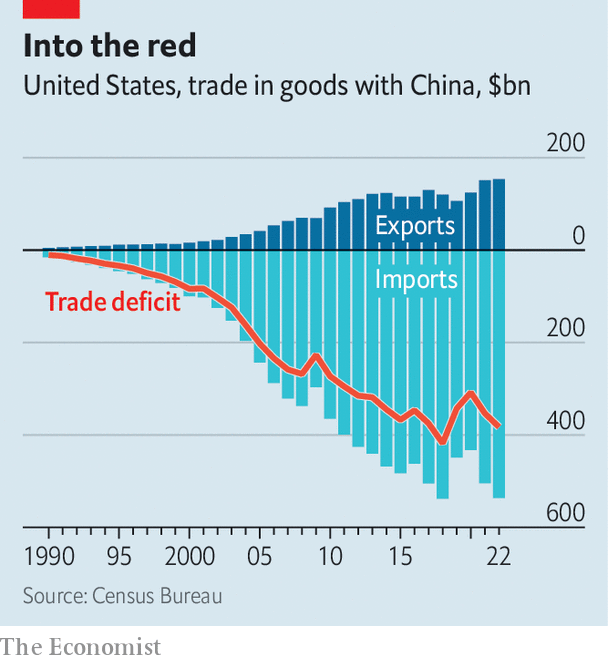 Into the red
United States, trade in goods with China, $bn
200
Exports
0
Imports
Trade deficit
200
400
600
1990 95 2000 05 10 15 22
Source: Census Bureau
The Economist